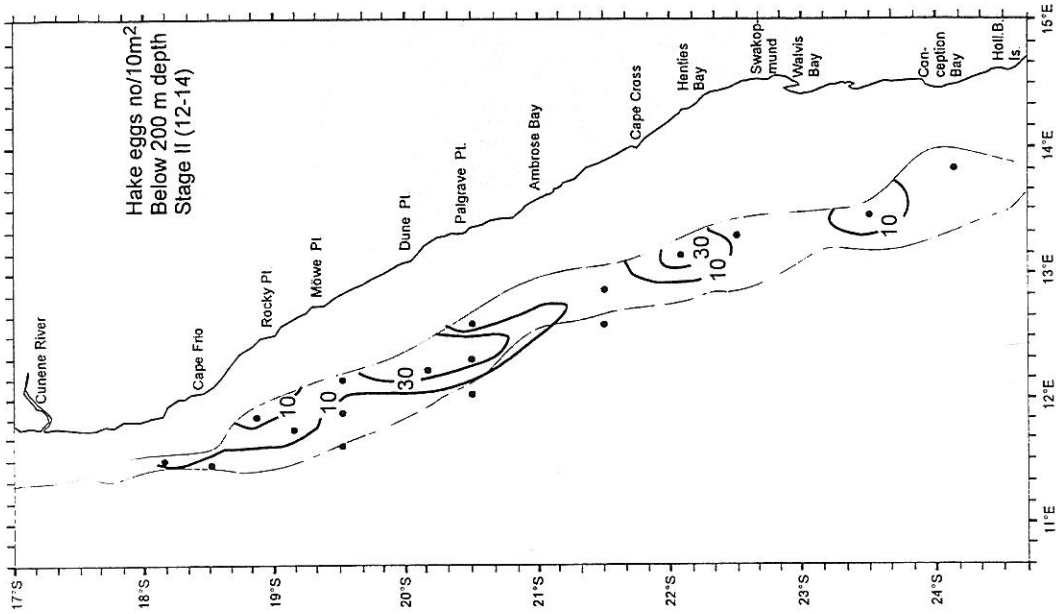 Hake eggs no/10m²
Below 200 m depth
Stage II (12-14)
Cunene River
Cape Frio
Rocky Pt.
Möwe Pt.
Dune Pt.
Palgrave Pt.
Ambrose Bay
Cape Cross
Henties
Bay
Swakop-
mund
Walvis
Bay
Con-
ception
Bay
Holl.B.
Is.
10
10
30
30
10
10
17°S
18°S
19°S
20°S
21°S
22°S
23°S
24°S
11°E
12°E
13°E
14°E
15°E